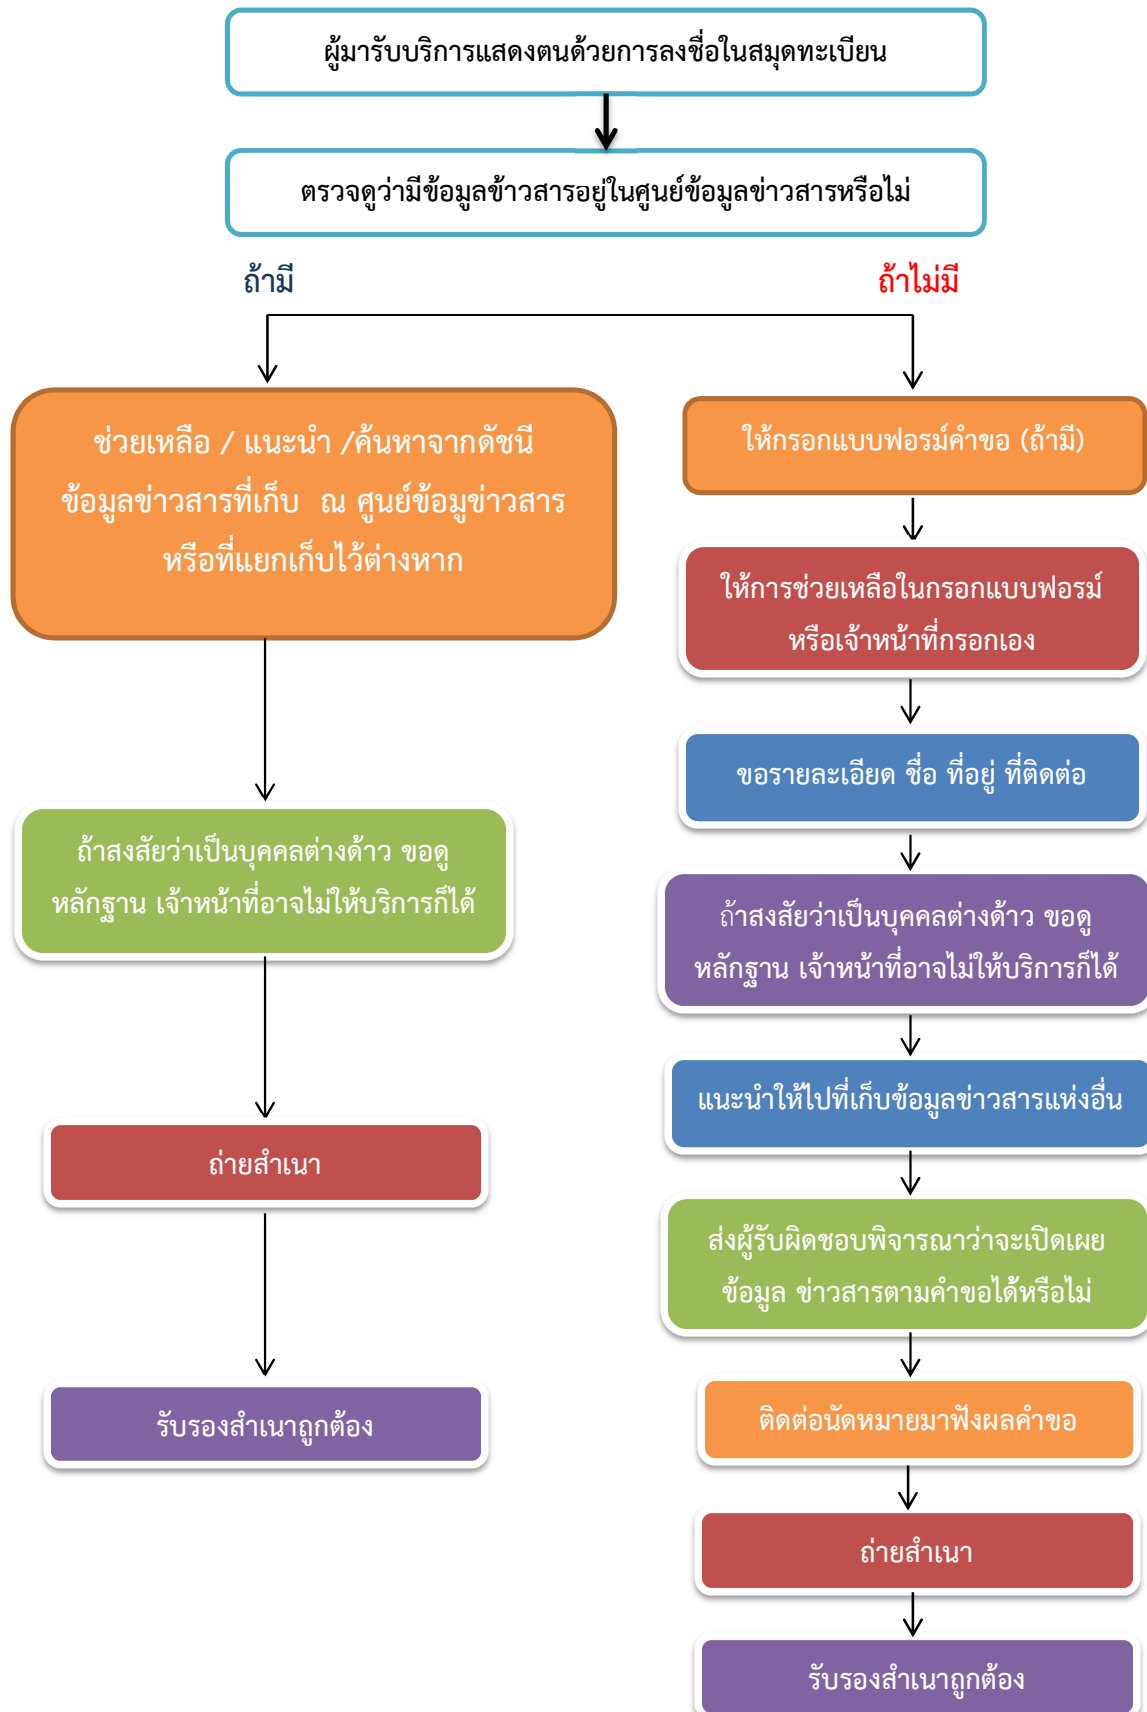 ผู้มารับบริการแสดงตนด้วยการลงชื่อในสมุดทะเบียน
ตรวจดูว่ามีข้อมูลข้าวสารอยู่ในศูนย์ข้อมูลข่าวสารหรือไม่
ถ้ามี
ถ้าไม่มี
ช่วยเหลือ / แนะนำ /ค้นหาจากดัชนี
ข้อมูลข่าวสารที่เก็บ ณ ศูนย์ข้อมูข่าวสาร
หรือที่แยกเก็บไว้ต่างหาก
ถ้าสงสัยว่าเป็นบุคคลต่างด้าว ขอดู
หลักฐาน เจ้าหน้าที่อาจไม่ให้บริการก็ได้
ถ่ายสำเนา
รับรองสำเนาถูกต้อง
ให้กรอกแบบฟอรม์คำขอ (ถ้ามี)
ให้การช่วยเหลือในกรอกแบบฟอรม์
หรือเจ้าหน้าที่กรอกเอง
ขอรายละเอียด ชื่อ ที่อยู่ ที่ติดต่อ
ถ้าสงสัยว่าเป็นบุคคลต่างด้าว ขอดู
หลักฐาน เจ้าหน้าที่อาจไม่ให้บริการก็ได้
แนะนำให้ไปที่เก็บข้อมูลข่าวสารแห่งอื่น
ส่งผู้รับผิดชอบพิจารณาว่าจะเปิดเผย
ข้อมูล ข่าวสารตามคำขอได้หรือไม่
ติดต่อนัดหมายมาฟังผลคำขอ
ถ่ายสำเนา
รับรองสำเนาถูกต้อง